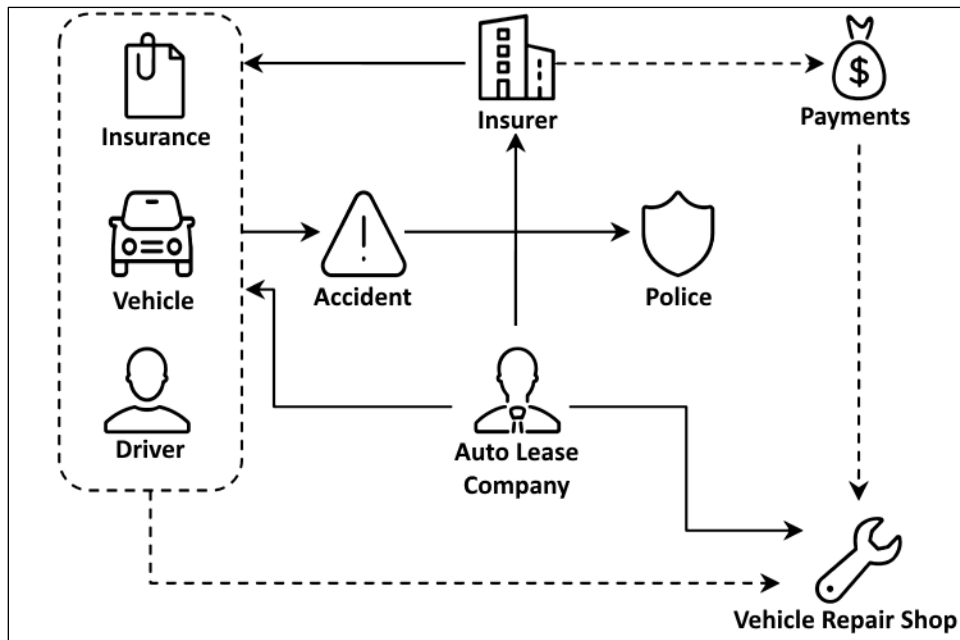 Insurance
Insurer
$
Payments
Vehicle
Accident
Police
Driver
Auto Lease
Company
Vehicle Repair Shop